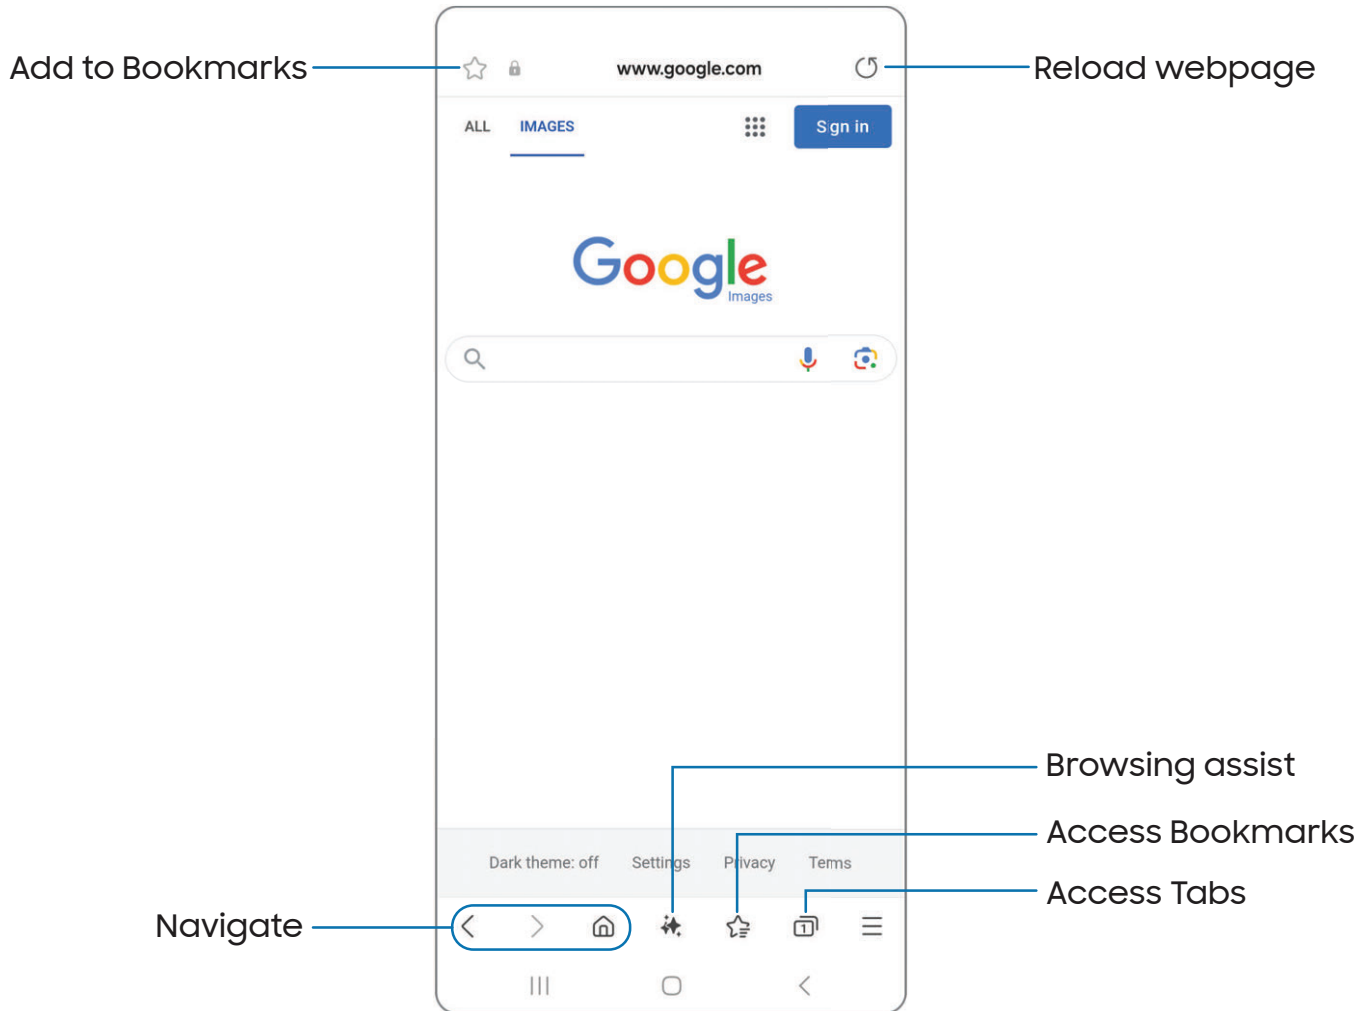 Add to Bookmarks
www.google.com
Reload webpage
ALL IMAGES
Sign in
Google
Images
Browsing assist
Access Bookmarks
Dark theme: off Settings Privacy Terms
Access Tabs
Navigate
1